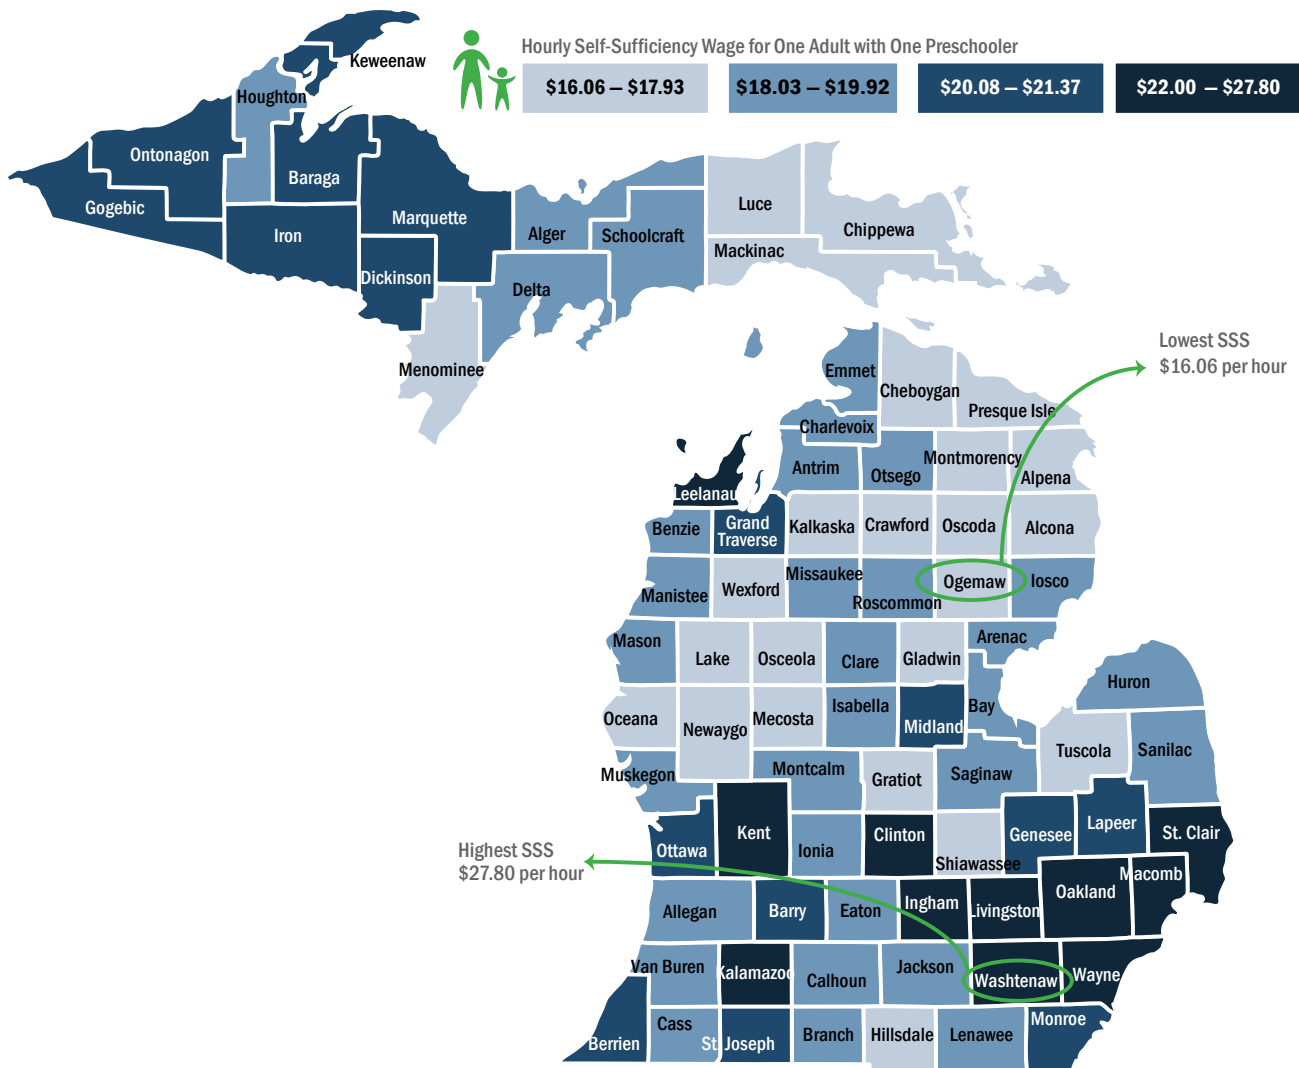 Hourly Self-Sufficiency Wage for One Adult with One Preschooler
$16.06 – $17.93
$18.03 – $19.92
$20.08 – $21.37
$22.00 – $27.80
Keweenaw
Houghton
Ontonagon
Baraga
Gogebic
Iron
Marquette
Dickinson
Menominee
Alger
Delta
Schoolcraft
Luce
Mackinac
Chippewa
Lowest SSS
$16.06 per hour
Emmet
Cheboygan
Presque Isle
Charlevoix
Antrim
Otsego
Montmorency
Alpena
Leelanau
Benzie
Grand
Traverse
Kalkaska
Crawford
Oscoda
Alcona
Manistee
Wexford
Missaukee
Roscommon
Ogemaw
Iosco
Mason
Lake
Osceola
Clare
Gladwin
Arenac
Oceana
Newaygo
Mecosta
Isabella
Midland
Bay
Huron
Muskegon
Montcalm
Gratiot
Saginaw
Tuscola
Sanilac
Highest SSS
$27.80 per hour
Ottawa
Kent
Ionia
Clinton
Shiawassee
Genesee
Lapeer
St. Clair
Allegan
Barry
Eaton
Ingham
Livingston
Oakland
Macomb
Van Buren
Kalamazoo
Calhoun
Jackson
Washtenaw
Wayne
Berrien
Cass
St. Joseph
Branch
Hillsdale
Lenawee
Monroe